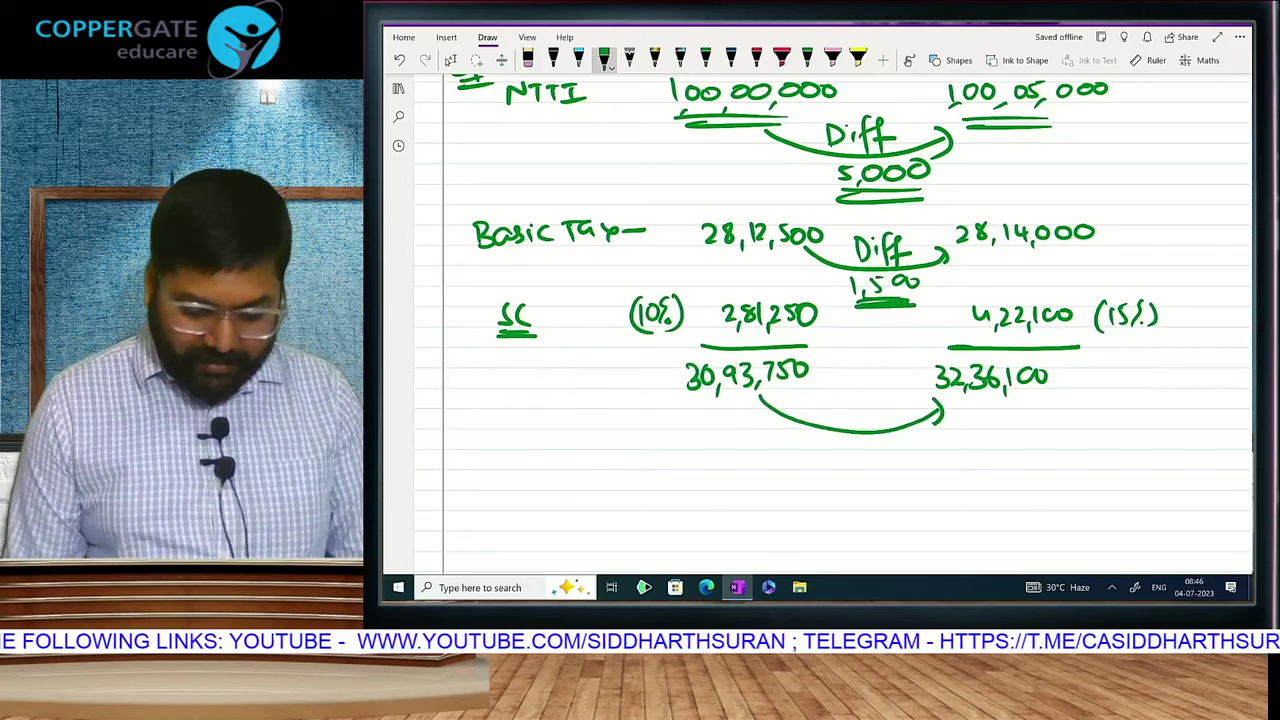 COPPERGATE
educare
Home Insert Draw View Help
Saved offline
Share
Shapes
Ink to Shape
Ink to Text
Ruler
Maths
NTTI 1,00,00,000 1,00,05,000
Diff
5,000
Basic Tax— 28,12,500 28,14,000
Diff
1,500
SC (10%) 2,81,250 4,22,100 (15%)
30,93,750 32,36,100
Type here to search
30°C Haze
ENG
08:46
04-07-2023
E FOLLOWING LINKS: YOUTUBE - WWW.YOUTUBE.COM/SIDDHARTHSURAN ; TELEGRAM - HTTPS://T.ME/CASIDDHARTHSUR